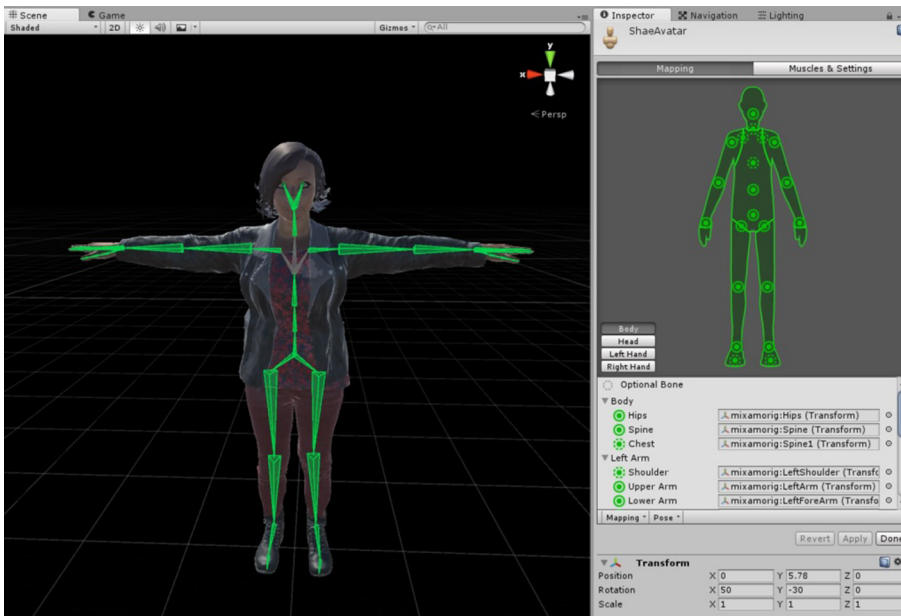 Scene
Game
Shaded
2D
Gizmos
All
y
x
Persp
Inspector
Navigation
Lighting
ShaeAvatar
Mapping
Muscles & Settings
Body
Head
Left Hand
Right Hand
Optional Bone
Body
Hips
mixamorig:Hips (Transform)
Spine
mixamorig:Spine (Transform)
Chest
mixamorig:Spine1 (Transform)
Left Arm
Shoulder
mixamorig:LeftShoulder (Transfo
Upper Arm
mixamorig:LeftArm (Transform)
Lower Arm
mixamorig:LeftForeArm (Transfo
Mapping
Pose
Revert
Apply
Done
Transform
Position
X 0
Y 5.78
Z 0
Rotation
X 50
Y -30
Z 0
Scale
X 1
Y 1
Z 1